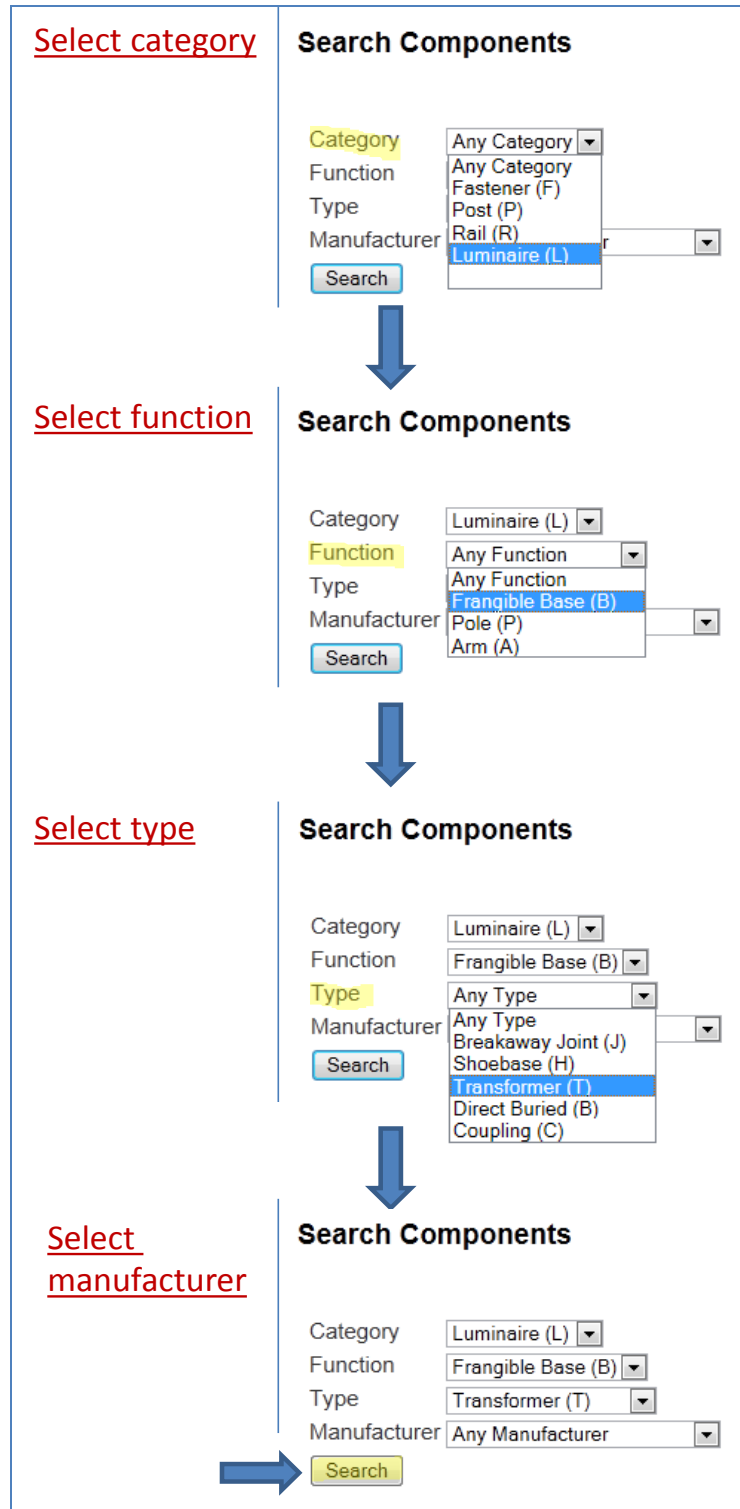 Select category
Search Components
Category Any Category
Any Category
Function
Fastener (F)
Type
Post (P)
Manufacturer r
Rail (R)
Luminaire (L)
Search
Select function
Search Components
Category Luminaire (L)
Function Any Function
Type
Any Function
Frangible Base (B)
Manufacturer
Pole (P)
Arm (A)
Search
Select type
Search Components
Category Luminaire (L)
Function Frangible Base (B)
Type Any Type
Manufacturer
Any Type
Breakaway Joint (J)
Search
Shoebase (H)
Transformer (T)
Direct Buried (B)
Coupling (C)
Select
manufacturer
Search Components
Category Luminaire (L)
Function Frangible Base (B)
Type Transformer (T)
Manufacturer Any Manufacturer
Search